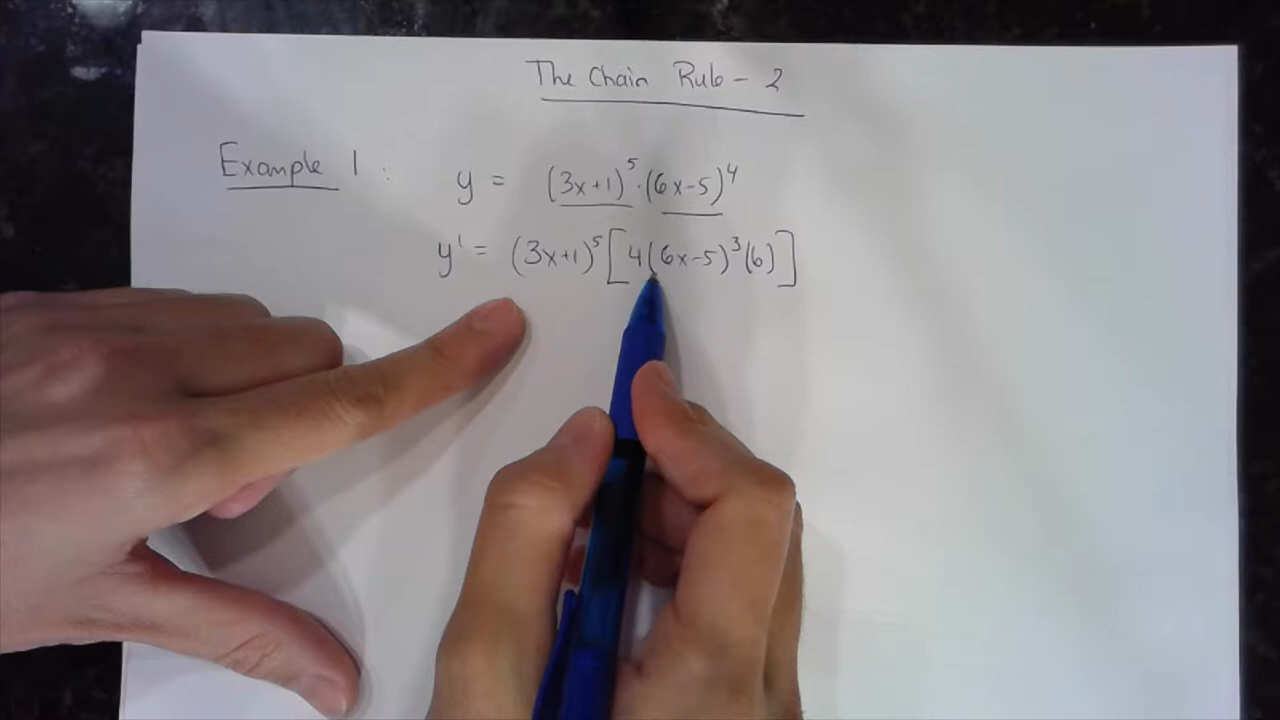 The Chain Rule - 2
Example 1 : y = (3x+1)⁵·(6x-5)⁴
y' = (3x+1)⁵[4(6x-5)³(6)]